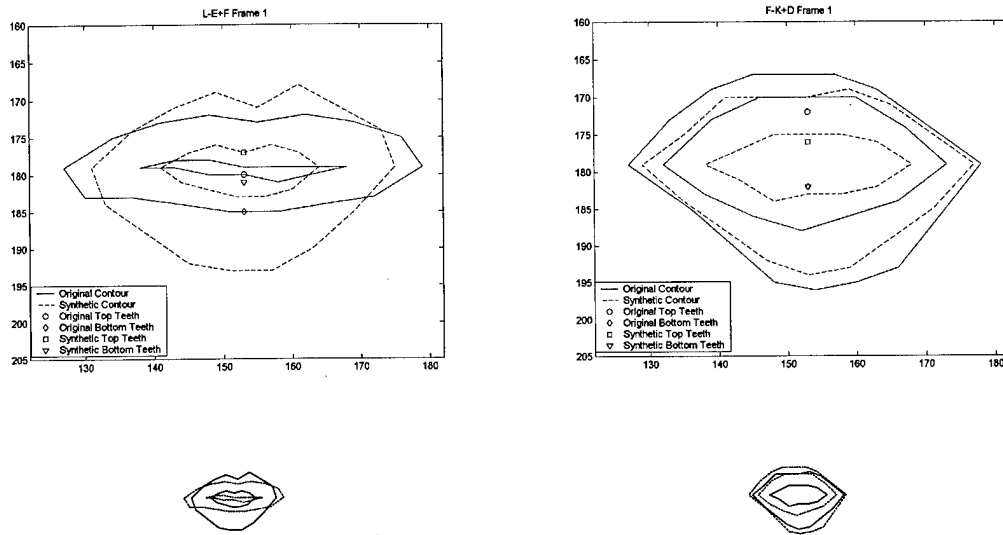 L-E+F Frame 1
160
165
170
175
180
185
190
195
200
205
130
140
150
160
170
180
Original Contour
Synthetic Contour
Original Top Teeth
Original Bottom Teeth
Synthetic Top Teeth
Synthetic Bottom Teeth
F-K+D Frame 1
160
165
170
175
180
185
190
195
200
205
130
140
150
160
170
180
Original Contour
Synthetic Contour
Original Top Teeth
Original Bottom Teeth
Synthetic Top Teeth
Synthetic Bottom Teeth